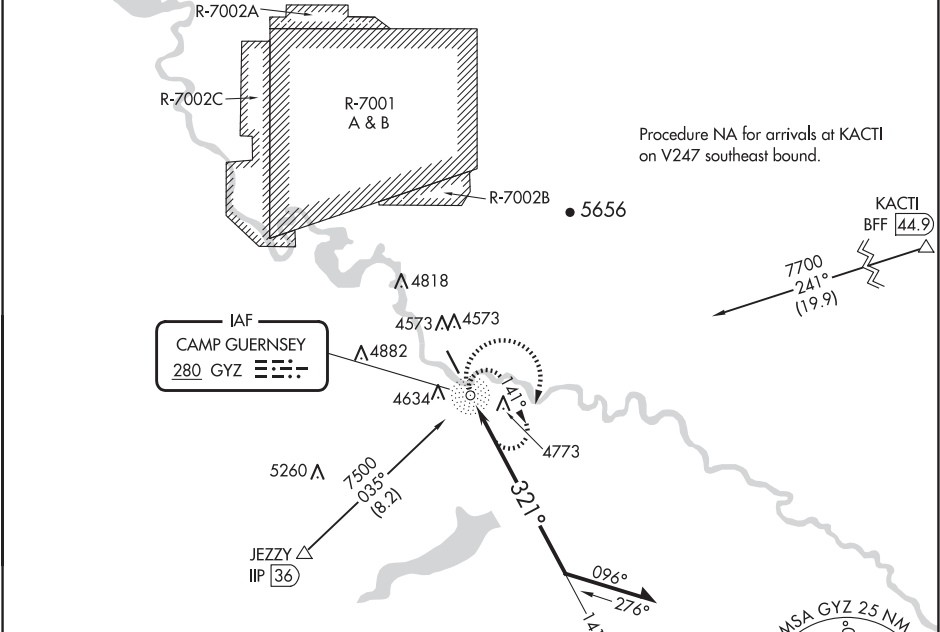 R-7002A
R-7002C
R-7001
A & B
Procedure NA for arrivals at KACTI
on V247 southeast bound.
R-7002B
5656
KACTI
BFF 44.9
7700
241°
(19.9)
4818
4573 4573
IAF
CAMP GUERNSEY
280 GYZ
4882
4634
141°
4773
5260
7500
035°
(8.2)
321°
JEZZY
IIP 36
096°
276°
MSA GYZ 25 NM